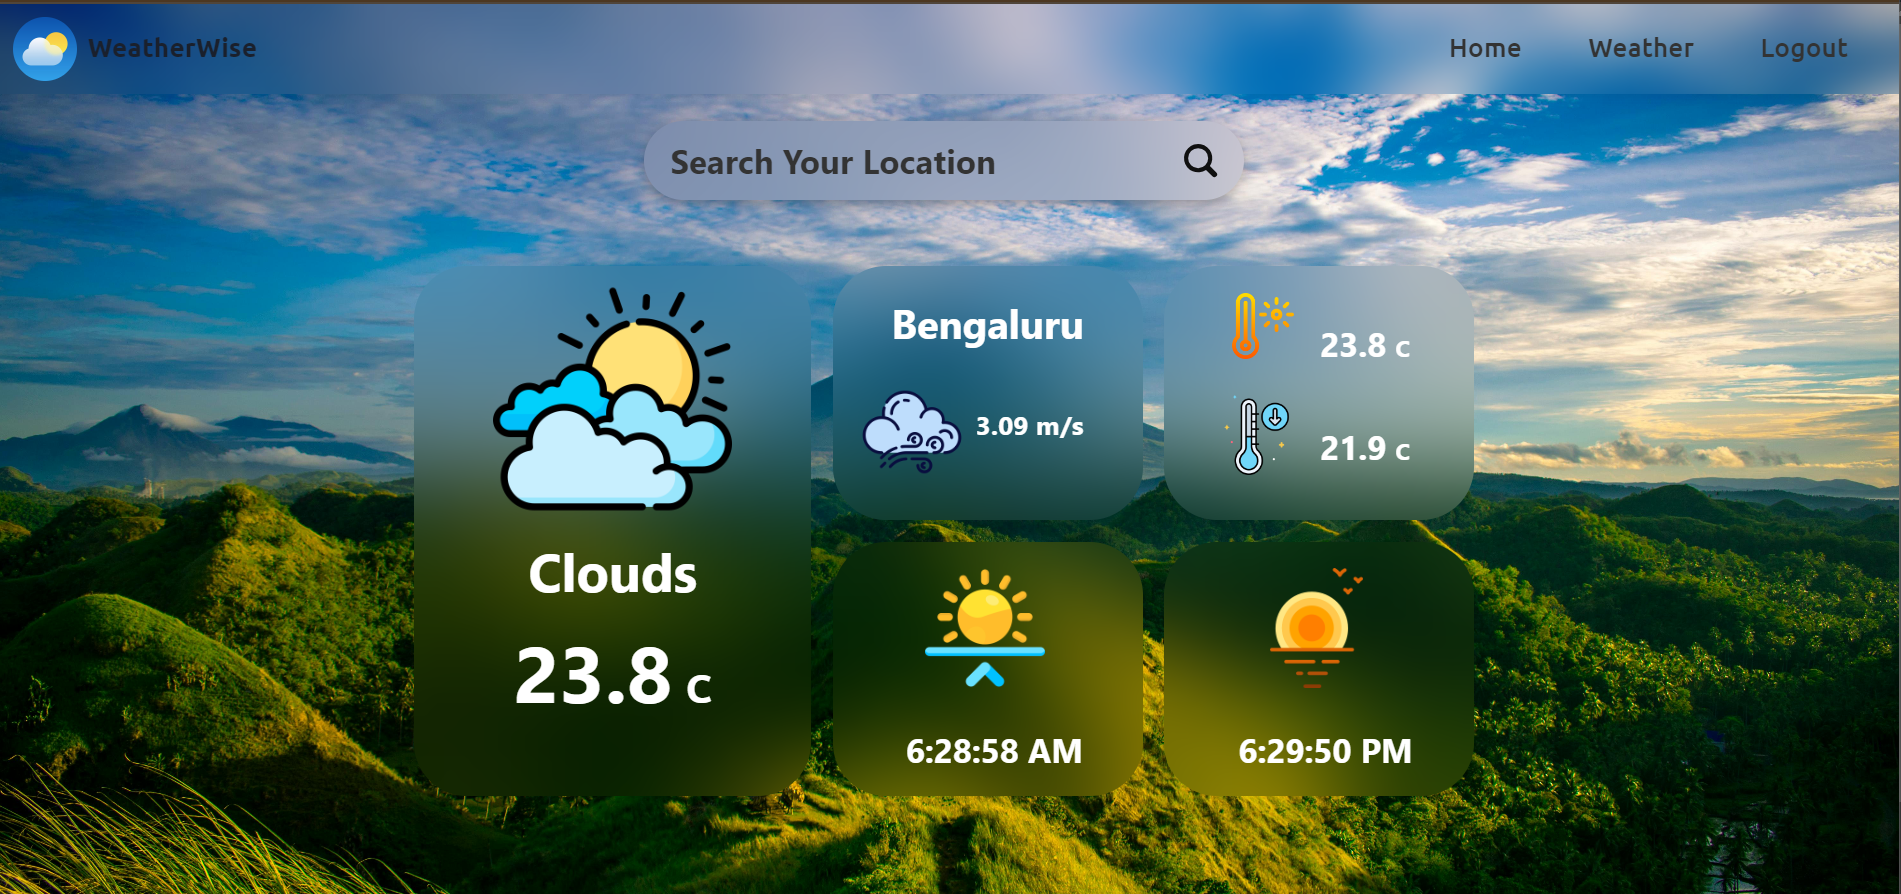 WeatherWise
Home
Weather
Logout
Search Your Location
Clouds
23.8 c
Bengaluru
3.09 m/s
23.8 c
21.9 c
6:28:58 AM
6:29:50 PM